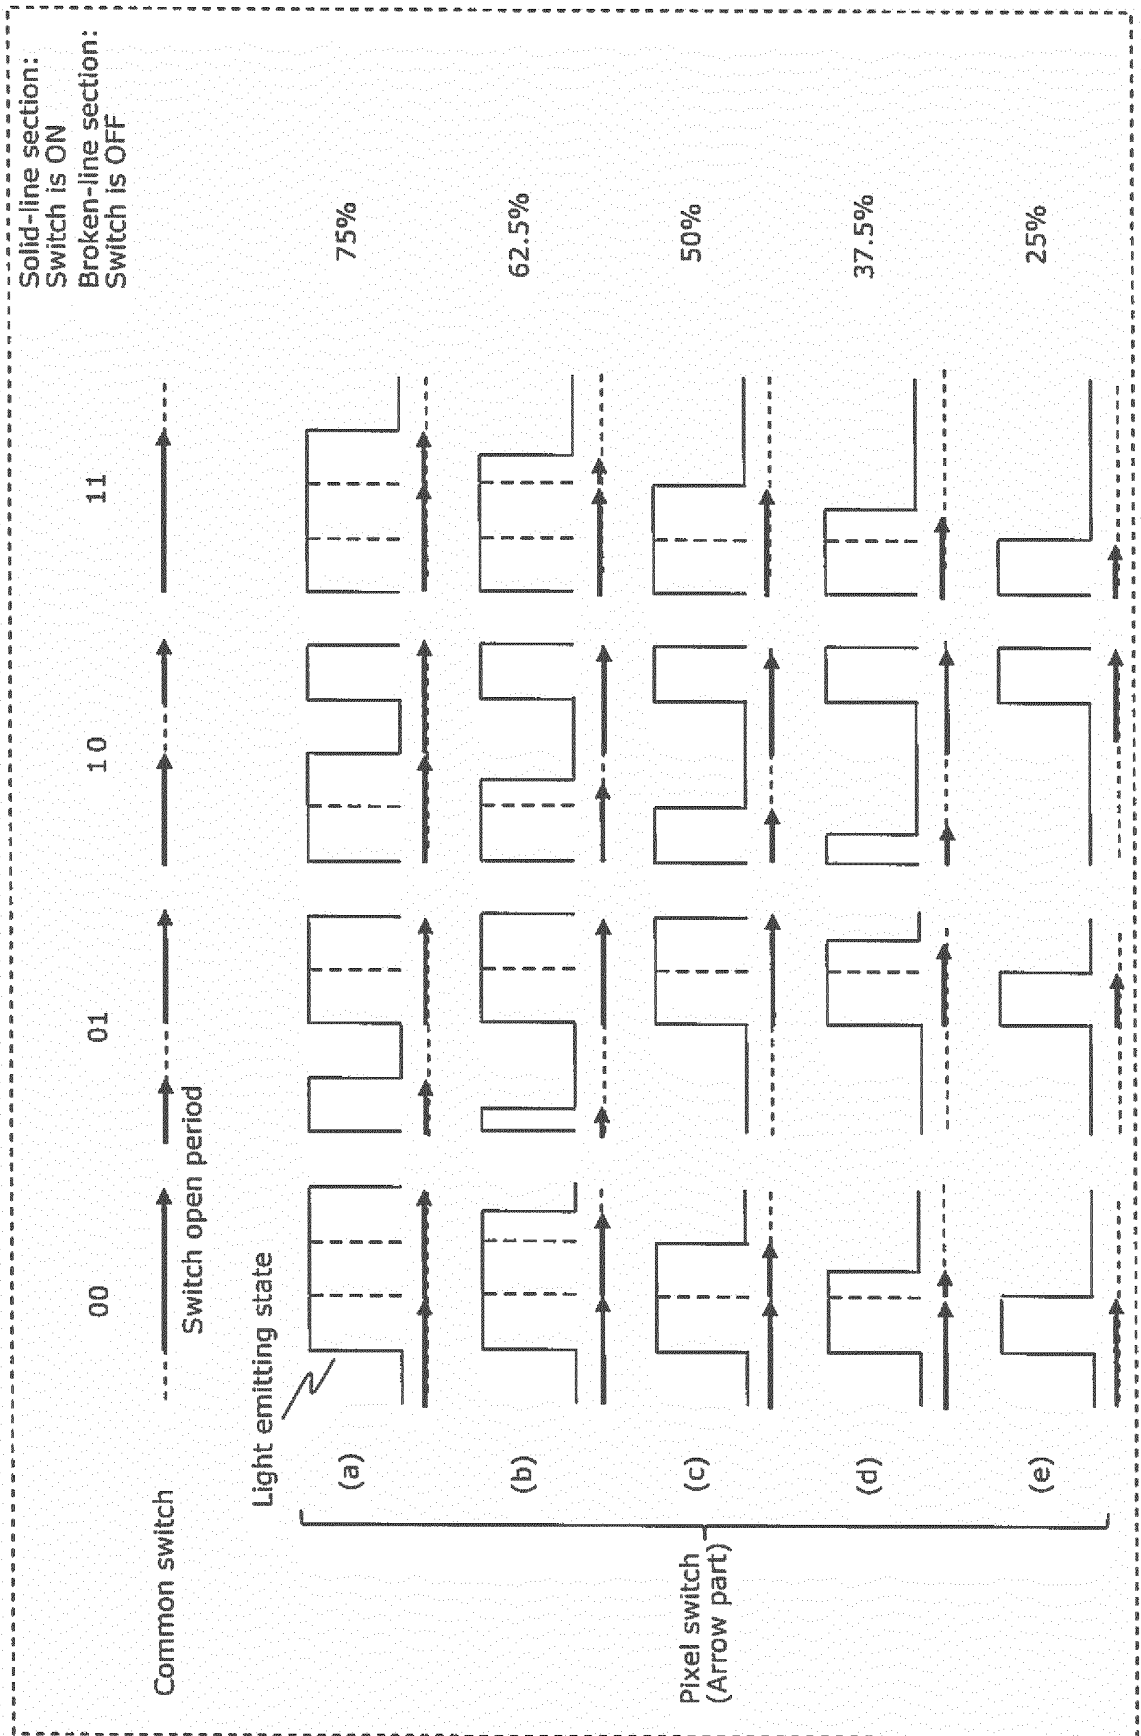 Solid-line section:
Switch is ON
Broken-line section:
Switch is OFF
00
01
10
11
Common switch
Switch open period
Light emitting state
(a)
75%
(b)
62.5%
Pixel switch
(Arrow part)
(c)
50%
(d)
37.5%
(e)
25%